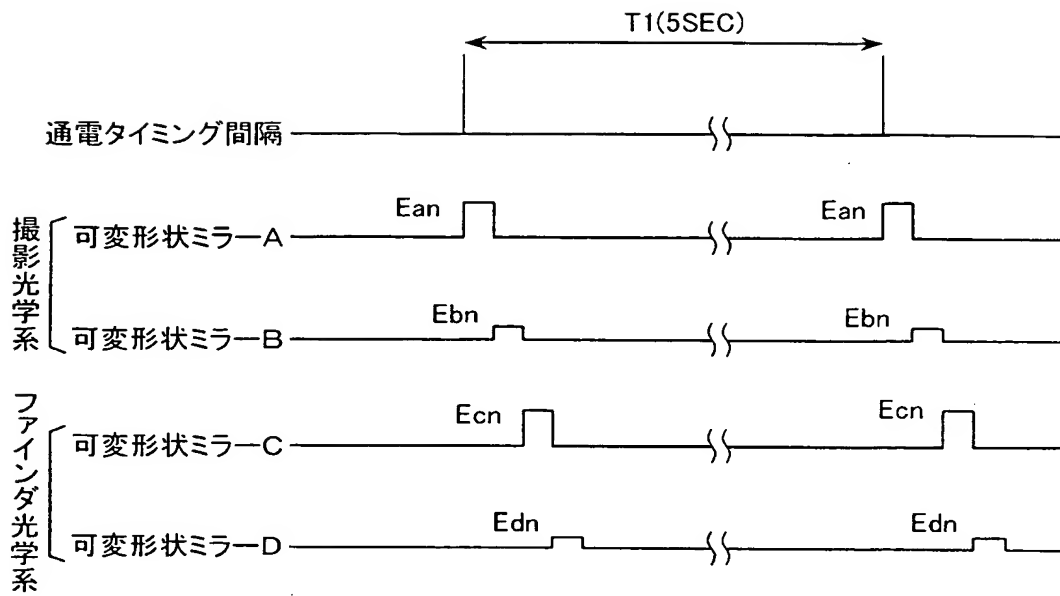 T1(5SEC)
通電タイミング間隔
撮影光学系
Ean
Ean
可変形状ミラーA
Ebn
Ebn
可変形状ミラーB
ファインダ光学系
Ecn
Ecn
可変形状ミラーC
Edn
Edn
可変形状ミラーD